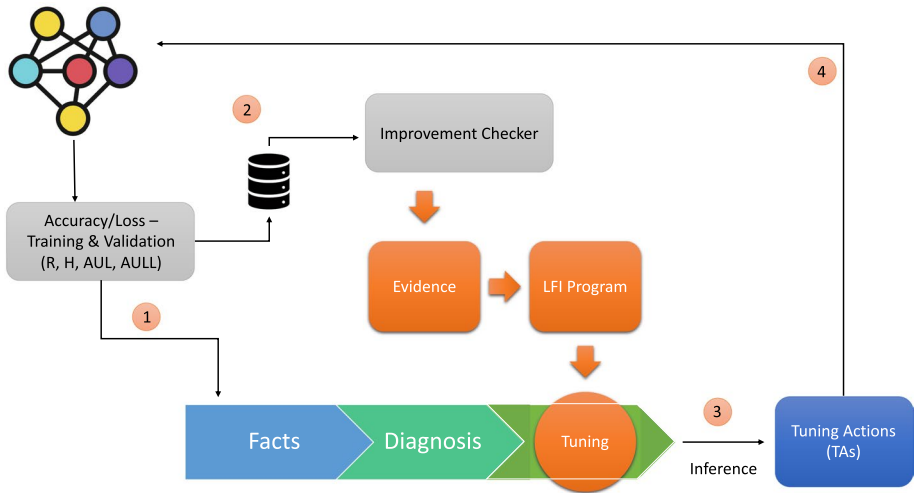 4
2
Improvement Checker
Accuracy/Loss –
Training & Validation
(R, H, AUL, AULL)
Evidence
LFI Program
1
Facts
Diagnosis
Tuning
3
Inference
Tuning Actions
(TAs)